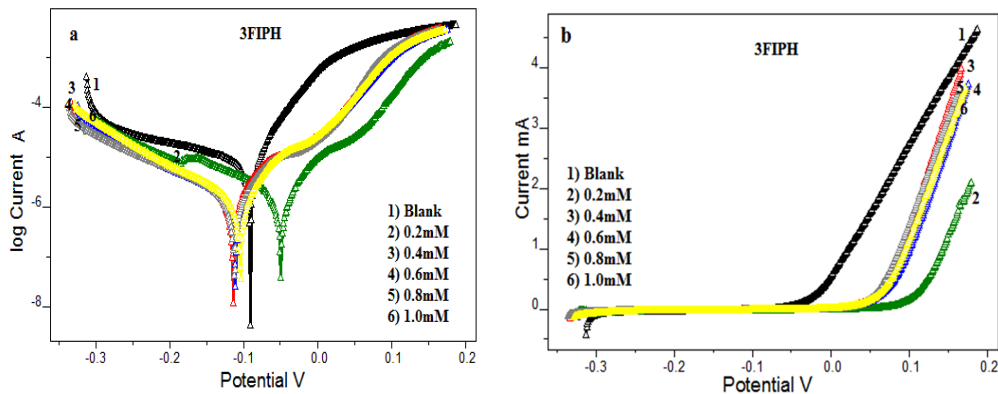 a
3FIPH
1
3
4
5
6
2
1) Blank
2) 0.2mM
3) 0.4mM
4) 0.6mM
5) 0.8mM
6) 1.0mM
-4
-6
-8
-0.3
-0.2
-0.1
0.0
0.1
0.2
log Current A
Potential V
b
3FIPH
1
3
5
4
6
2
1) Blank
2) 0.2mM
3) 0.4mM
4) 0.6mM
5) 0.8mM
6) 1.0mM
4
3
2
1
0
-0.3
-0.2
-0.1
0.0
0.1
0.2
Current mA
Potential V